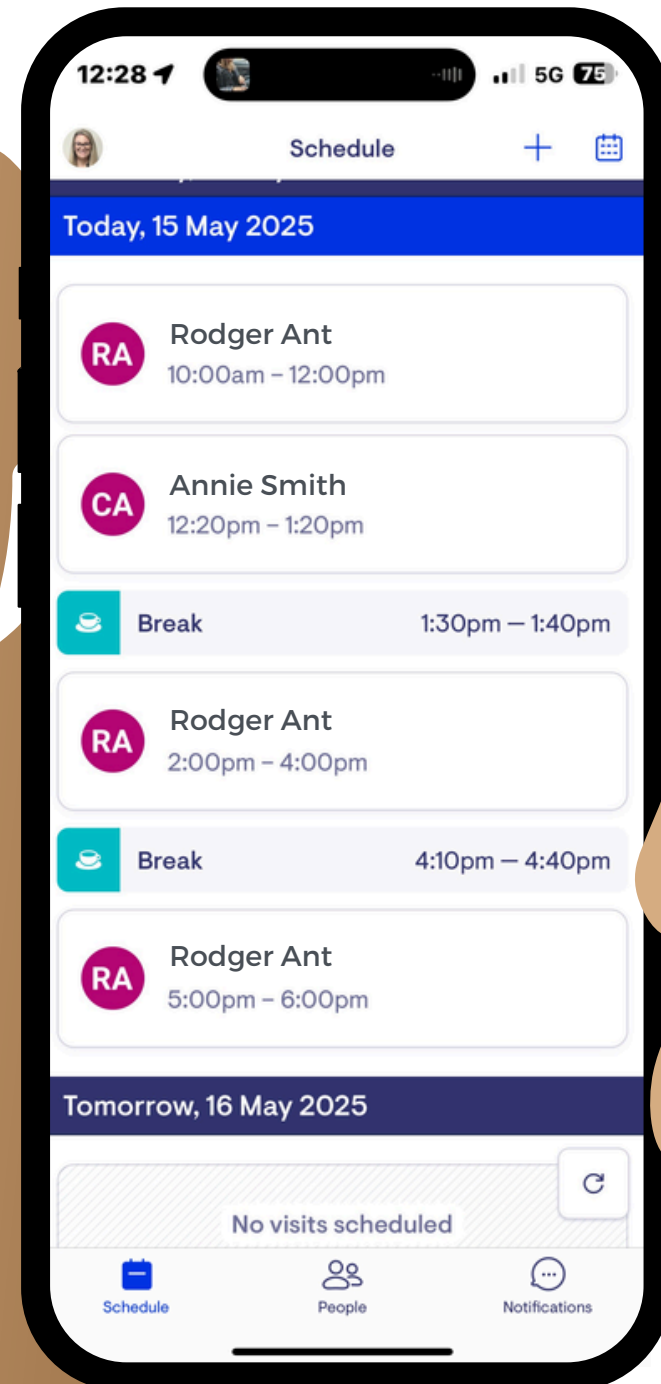 12:28
5G 75
Schedule
Today, 15 May 2025
RA
Rodger Ant
10:00am – 12:00pm
CA
Annie Smith
12:20pm – 1:20pm
Break
1:30pm — 1:40pm
RA
Rodger Ant
2:00pm – 4:00pm
Break
4:10pm — 4:40pm
RA
Rodger Ant
5:00pm – 6:00pm
Tomorrow, 16 May 2025
No visits scheduled
Schedule
People
Notifications